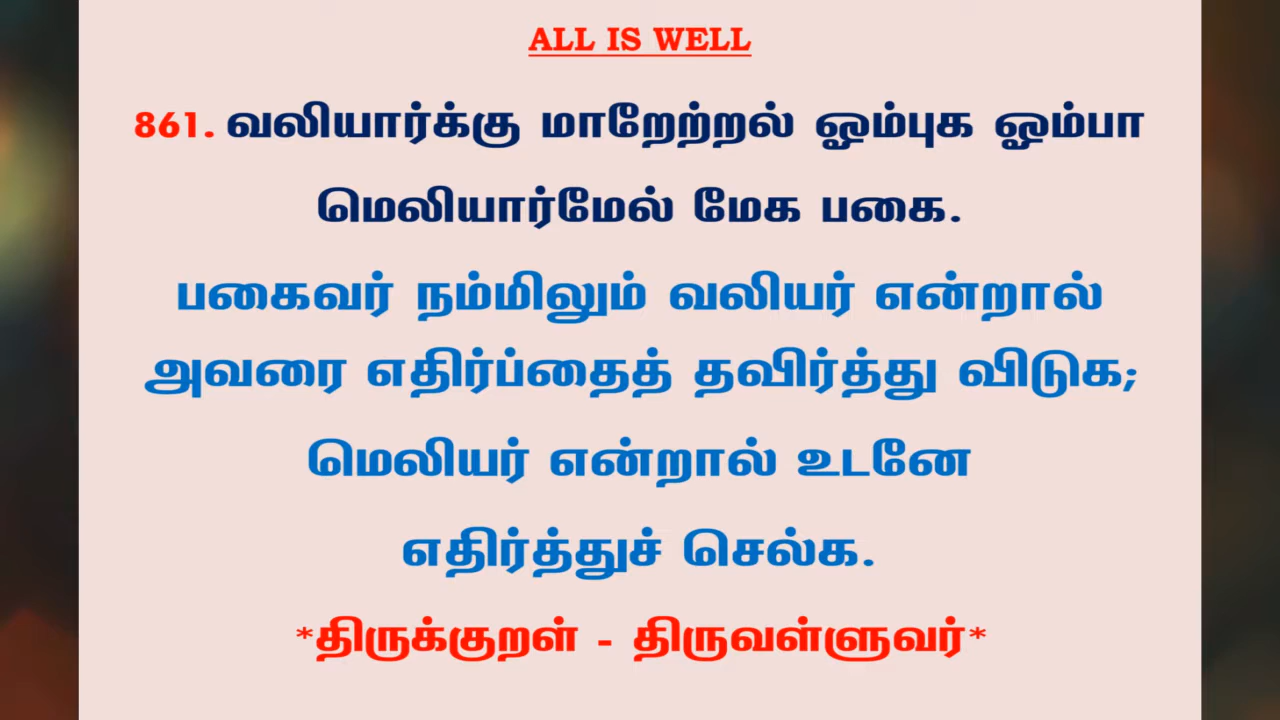 ALL IS WELL
861. வலியார்க்கு மாறேற்றல் ஓம்புக ஓம்பா
மெலியார்மேல் மேக பகை.
பகைவர் நம்மிலும் வலியர் என்றால்
அவரை எதிர்ப்தைத் தவிர்த்து விடுக;
மெலியர் என்றால் உடனே
எதிர்த்துச் செல்க.
*திருக்குறள் - திருவள்ளுவர்*